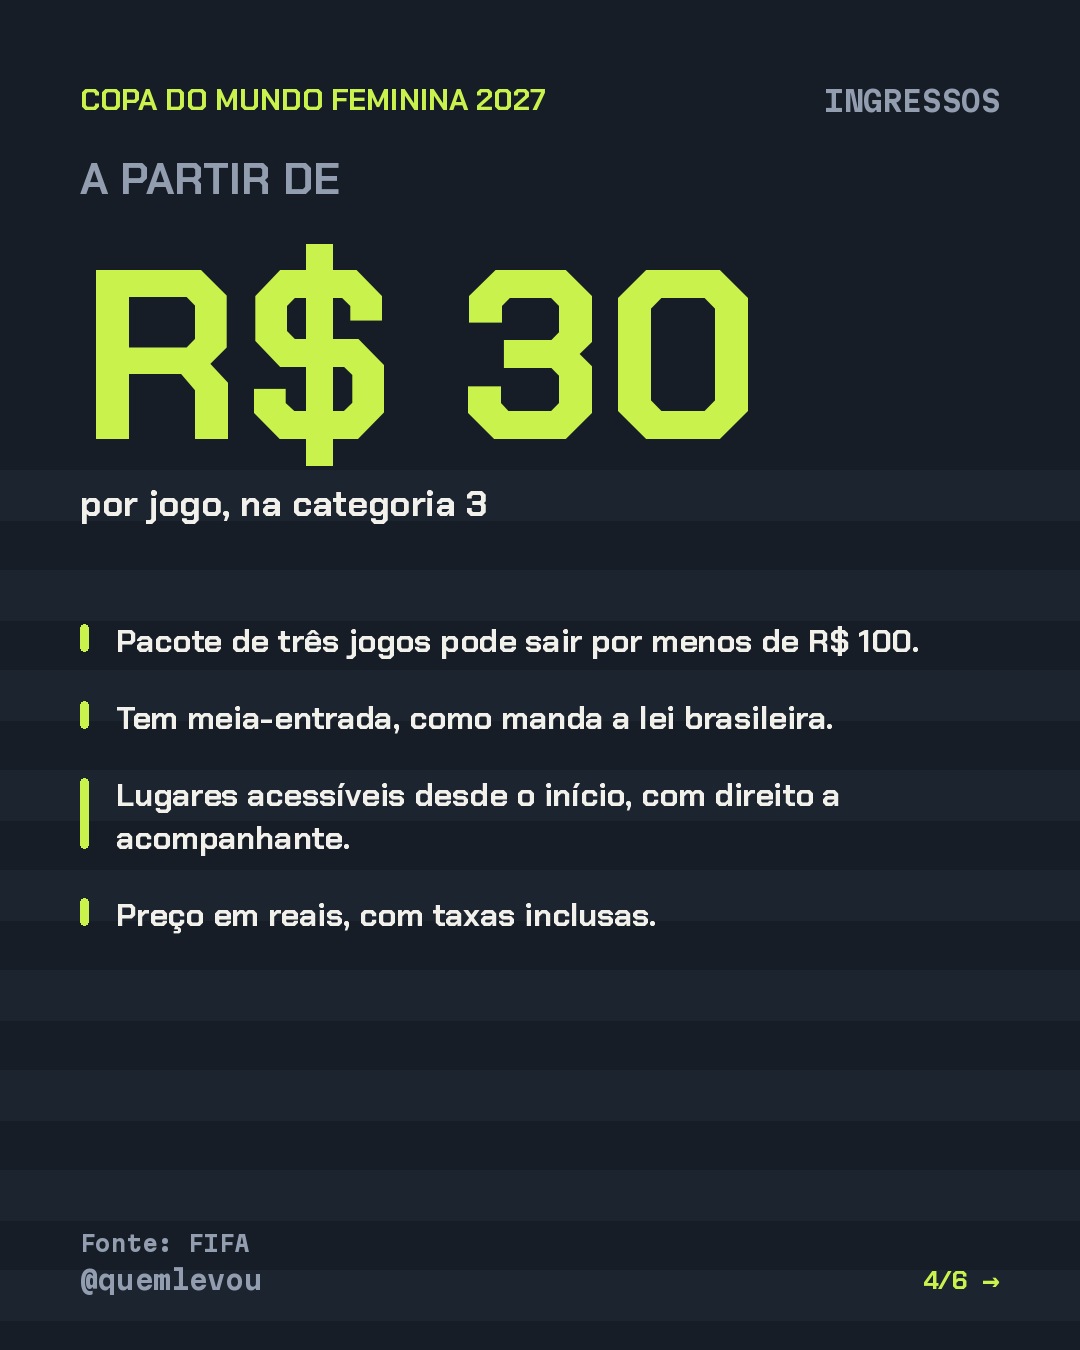 COPA DO MUNDO FEMININA 2027
INGRESSOS
A PARTIR DE
R$ 30
por jogo, na categoria 3
Pacote de três jogos pode sair por menos de R$ 100.
Tem meia-entrada, como manda a lei brasileira.
Lugares acessíveis desde o início, com direito a
acompanhante.
Preço em reais, com taxas inclusas.
Fonte: FIFA
@quemlevou
4/6 →